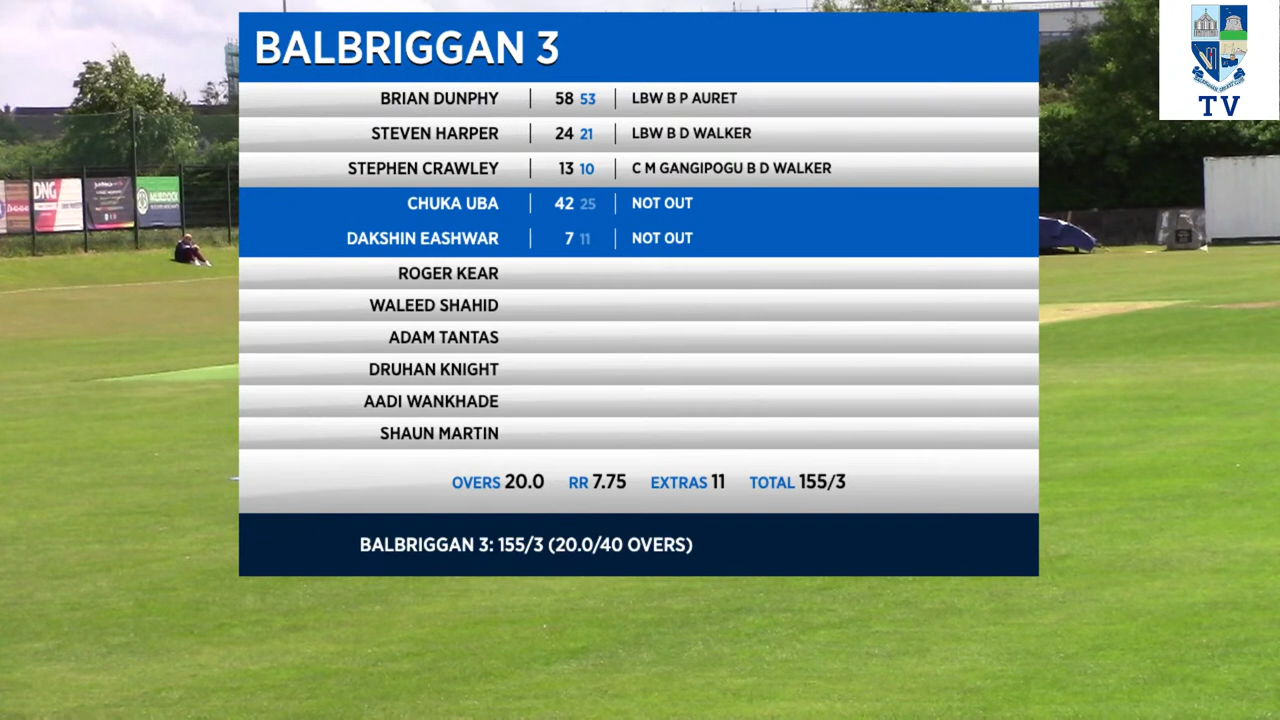 BALBRIGGAN 3
BRIAN DUNPHY 58 53 LBW B P AURET
STEVEN HARPER 24 21 LBW B D WALKER
STEPHEN CRAWLEY 13 10 C M GANGIPOGU B D WALKER
CHUKA UBA 42 25 NOT OUT
DAKSHIN EASHWAR 7 11 NOT OUT
ROGER KEAR
WALEED SHAHID
ADAM TANTAS
DRUHAN KNIGHT
AADI WANKHADE
SHAUN MARTIN
OVERS 20.0 RR 7.75 EXTRAS 11 TOTAL 155/3
BALBRIGGAN 3: 155/3 (20.0/40 OVERS)
TV
DNG